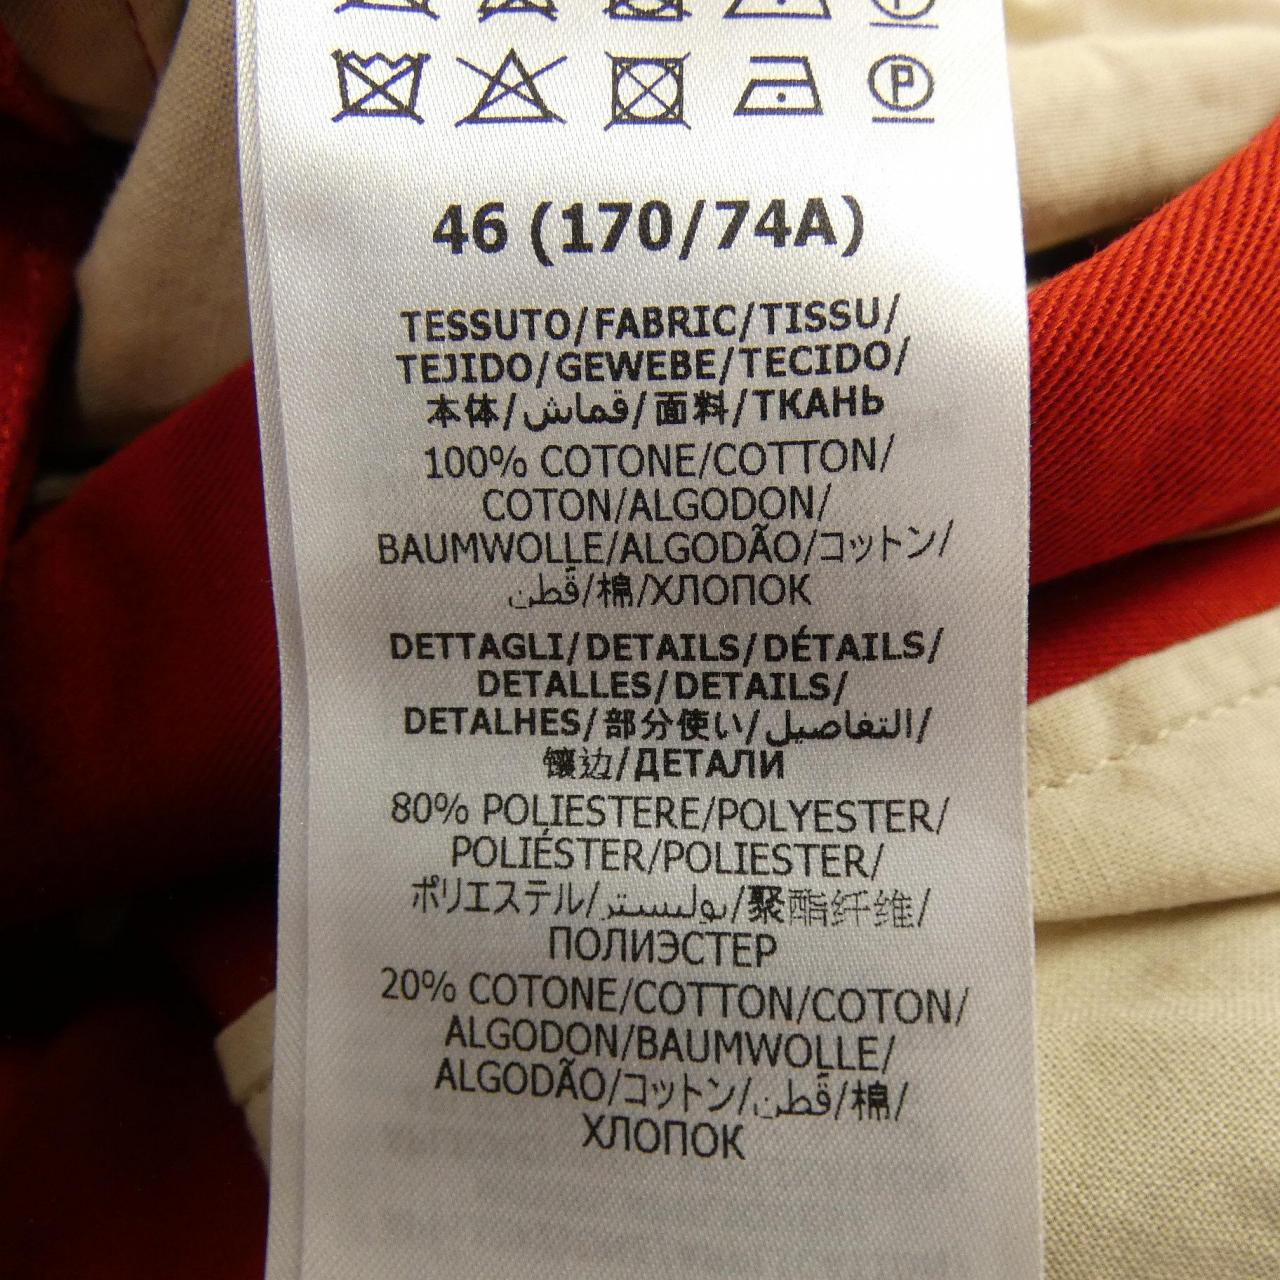 46 (170/74A)
TESSUTO/FABRIC/TISSU/
TEJIDO/GEWEBE/TECIDO/
本体/قماش/面料/ТКАНЬ
100% COTONE/COTTON/
COTON/ALGODON/
BAUMWOLLE/ALGODÃO/コットン/
قطن/棉/ХЛОПОК
DETTAGLI/DETAILS/DÉTAILS/
DETALLES/DETAILS/
DETALHES/部分使い/التفاصيل/
镶边/ДЕТАЛИ
80% POLIESTERE/POLYESTER/
POLIÉSTER/POLIESTER/
ポリエステル/بوليستر/聚酯纤维/
ПОЛИЭСТЕР
20% COTONE/COTTON/COTON/
ALGODON/BAUMWOLLE/
ALGODÃO/コットン/قطن/棉/
ХЛОПОК